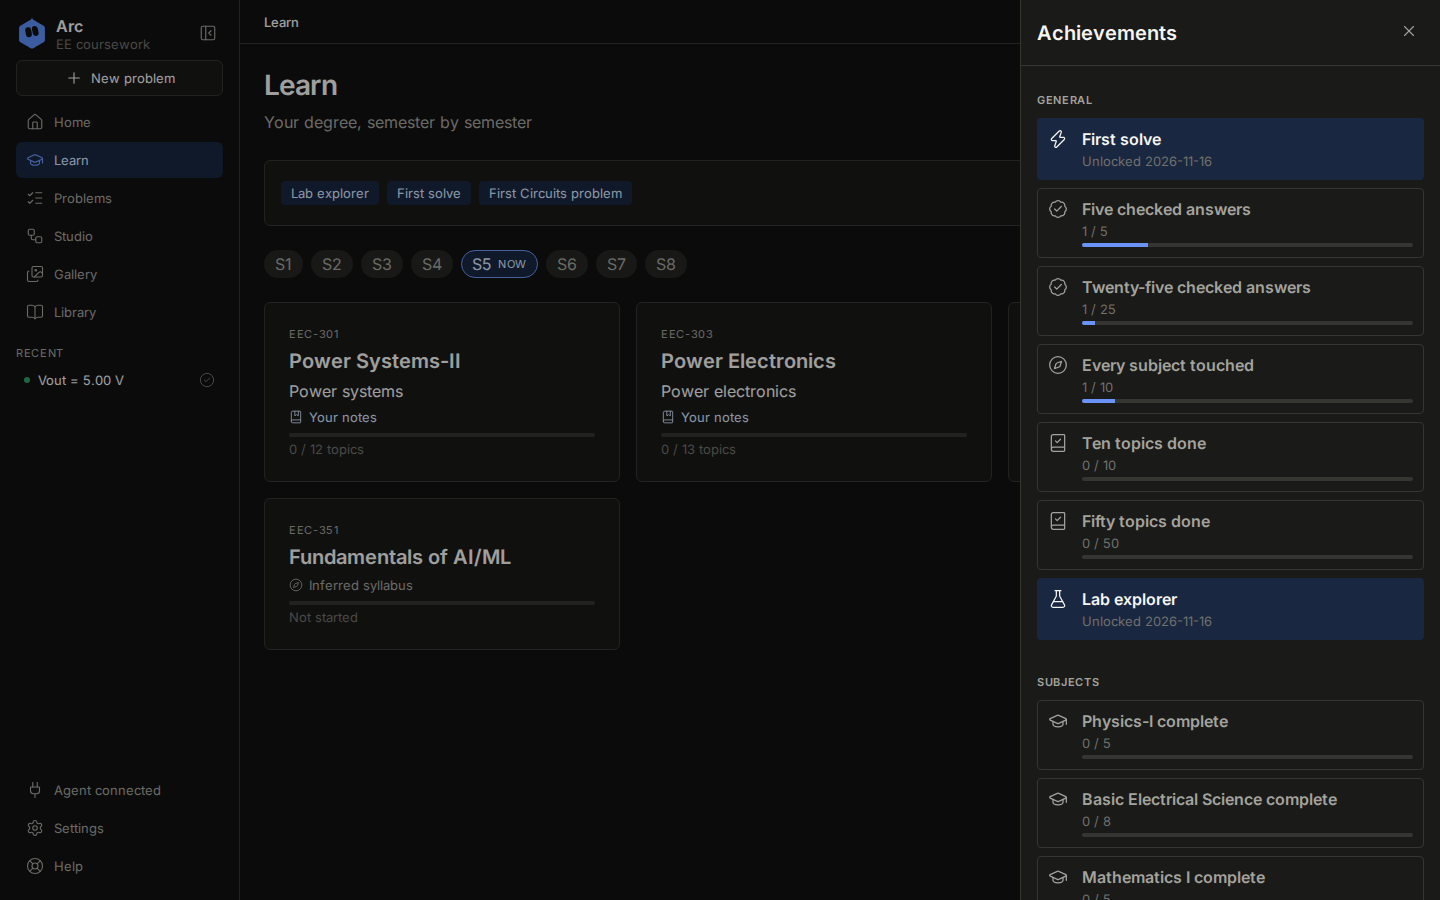 Arc
EE coursework
New problem
Home
Learn
Problems
Studio
Gallery
Library
RECENT
Vout = 5.00 V
Agent connected
Settings
Help
Learn
Learn
Your degree, semester by semester
Lab explorer
First solve
First Circuits problem
S1
S2
S3
S4
S5 NOW
S6
S7
S8
EEC-301
Power Systems-II
Power systems
Your notes
0 / 12 topics
EEC-303
Power Electronics
Power electronics
Your notes
0 / 13 topics
EEC-351
Fundamentals of AI/ML
Inferred syllabus
Not started
Achievements
GENERAL
First solve
Unlocked 2026-11-16
Five checked answers
1 / 5
Twenty-five checked answers
1 / 25
Every subject touched
1 / 10
Ten topics done
0 / 10
Fifty topics done
0 / 50
Lab explorer
Unlocked 2026-11-16
SUBJECTS
Physics-I complete
0 / 5
Basic Electrical Science complete
0 / 8
Mathematics I complete
0 / 5